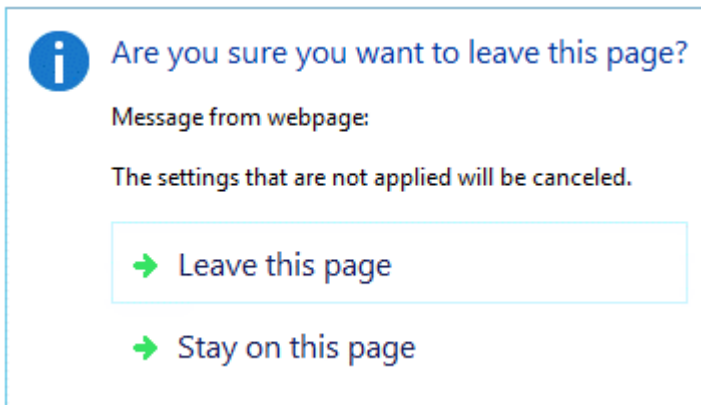 Are you sure you want to leave this page?
Message from webpage:
The settings that are not applied will be canceled.
Leave this page
Stay on this page